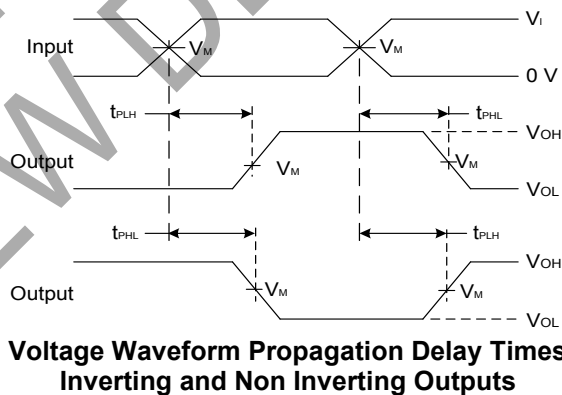 VI
Input VM VM
0 V
tPLH tPHL
VOH
Output VM VM
VOL
tPHL tPLH
VOH
Output VM VM
VOL
Voltage Waveform Propagation Delay Times
Inverting and Non Inverting Outputs